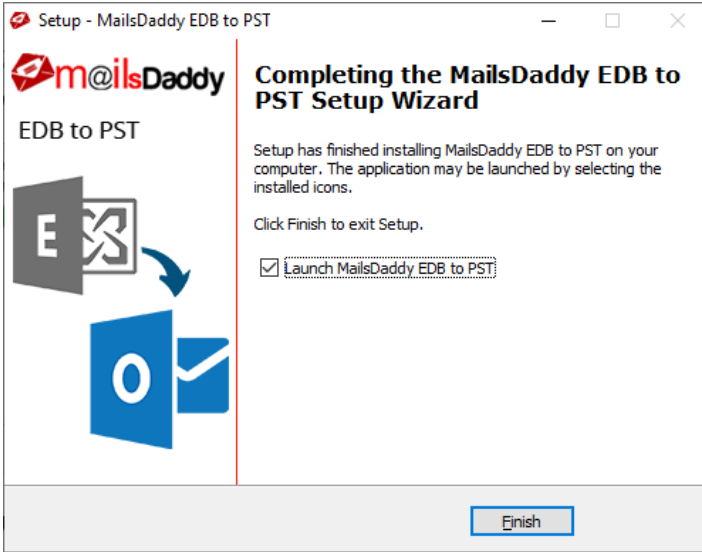 Setup - MailsDaddy EDB to PST
m@ilsDaddy
EDB to PST
E
O
Completing the MailsDaddy EDB to
PST Setup Wizard
Setup has finished installing MailsDaddy EDB to PST on your
computer. The application may be launched by selecting the
installed icons.
Click Finish to exit Setup.
Launch MailsDaddy EDB to PST
Finish